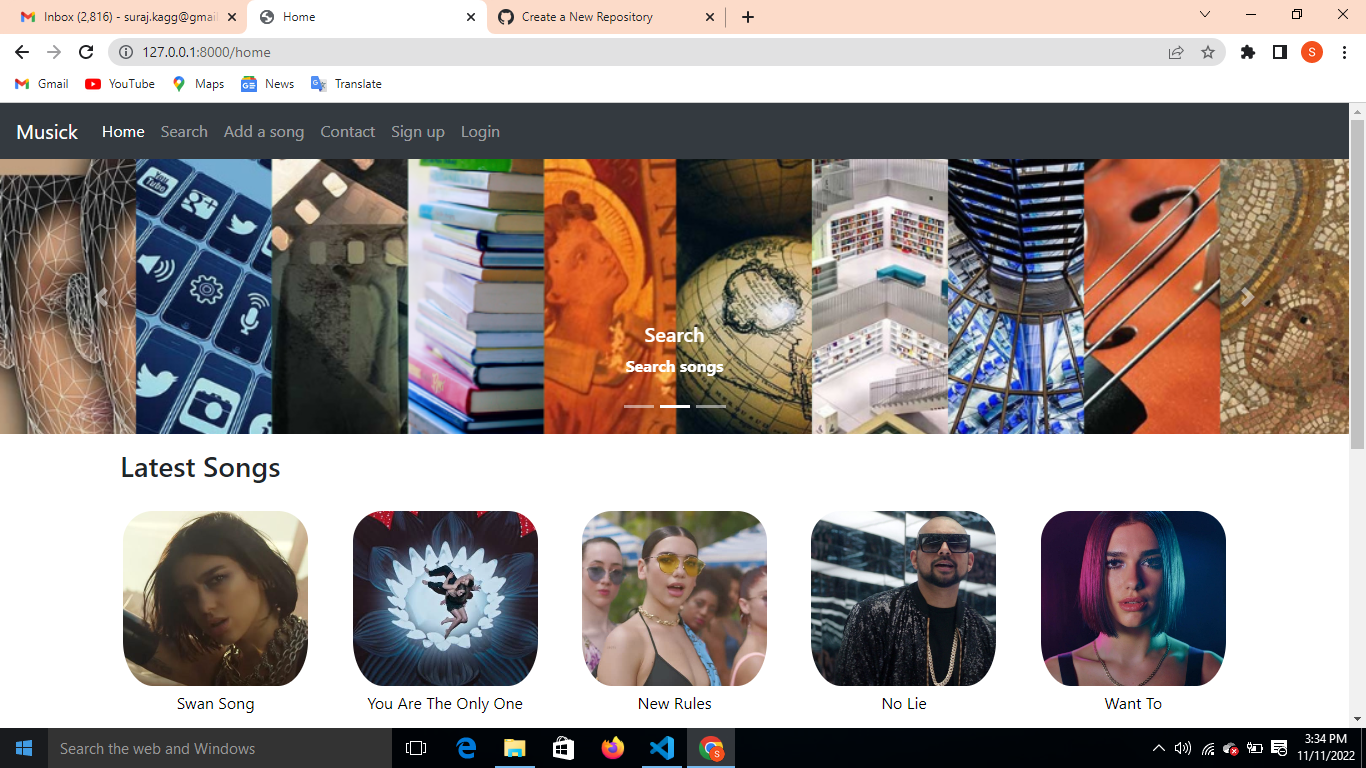 Inbox (2,816) - suraj.kagg@gmai
Home
Create a New Repository
127.0.0.1:8000/home
S
Gmail
YouTube
Maps
News
Translate
Musick
Home
Search
Add a song
Contact
Sign up
Login
You Tube
Search
Search songs
Latest Songs
Swan Song
You Are The Only One
New Rules
No Lie
Want To
Search the web and Windows
S
3:34 PM
11/11/2022